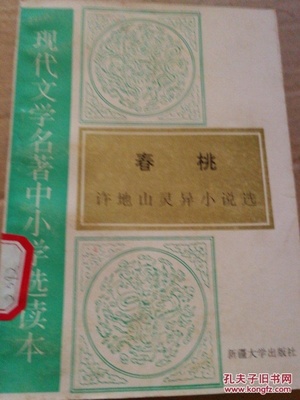 现代文学名著中小学选读本
春桃
许地山灵异小说选
新疆大学出版社
孔夫子旧书网